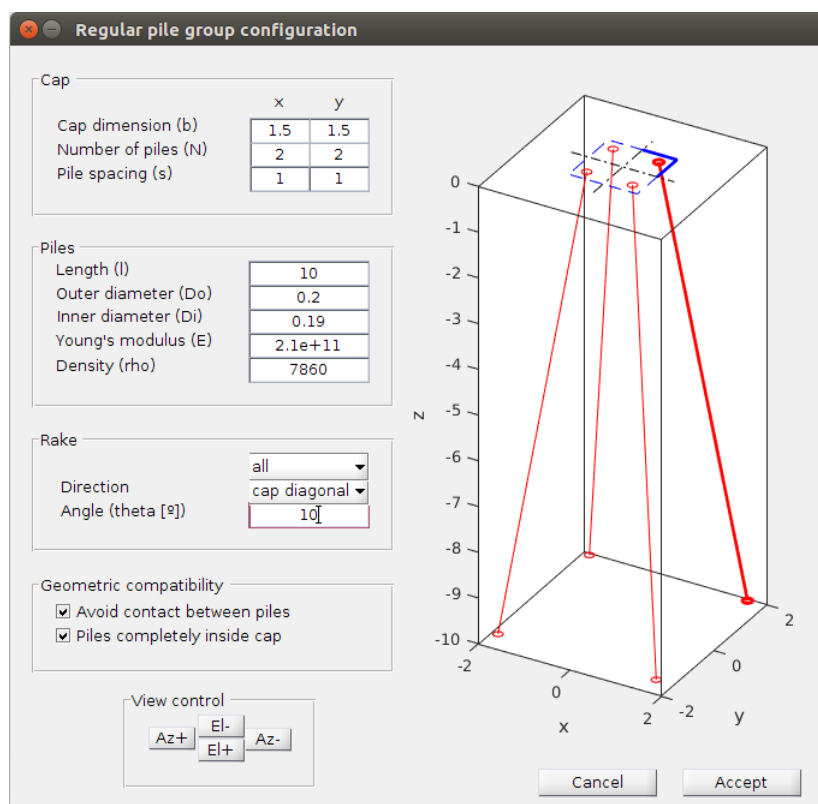 Regular pile group configuration
Cap
x y
Cap dimension (b) 1.5 1.5
Number of piles (N) 2 2
Pile spacing (s) 1 1
Piles
Length (l) 10
Outer diameter (Do) 0.2
Inner diameter (Di) 0.19
Young's modulus (E) 2.1e+11
Density (rho) 7860
Rake
all
Direction cap diagonal
Angle (theta [º]) 10
Geometric compatibility
Avoid contact between piles
Piles completely inside cap
View control
Az+ El- Az-
El+
0
-1
-2
-3
-4
-5
-6
-7
-8
-9
-10
z
-2 0 2
x
-2 0 2
y
Cancel Accept